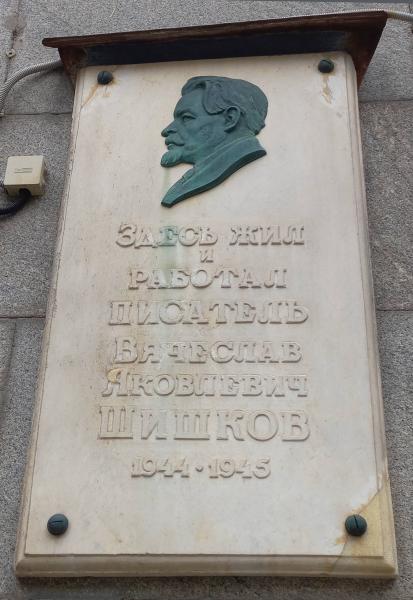 Здесь жил
и
работал
писатель
Вячеслав
Яковлевич
Шишков
1944 • 1945